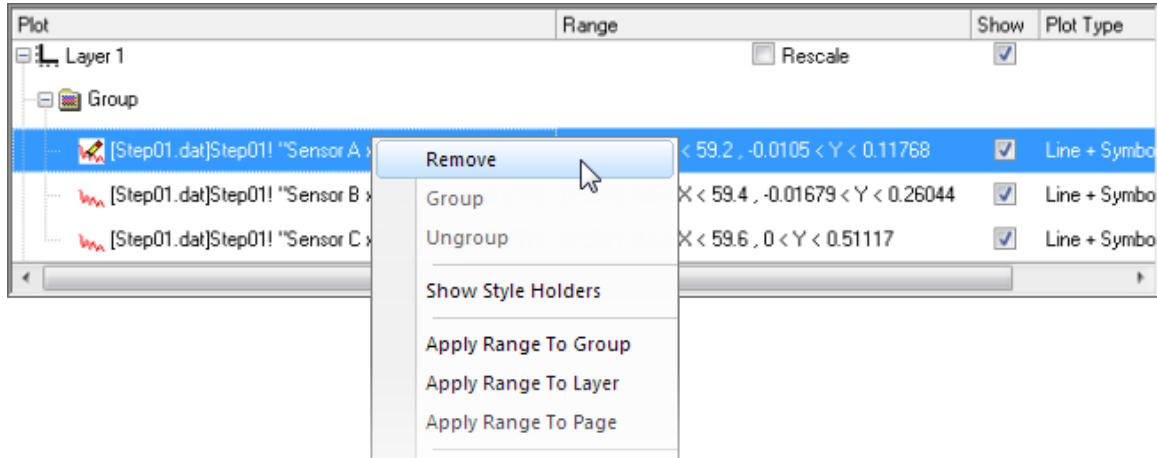 Plot Range Show Plot Type
Layer 1 Rescale
Group
[Step01.dat]Step01! "Sensor A x < 59.2 , -0.0105 < Y < 0.11768 Line + Symbo
Remove
[Step01.dat]Step01! "Sensor B x X < 59.4 , -0.01679 < Y < 0.26044 Line + Symbo
Group
[Step01.dat]Step01! "Sensor C x X < 59.6 , 0 < Y < 0.51117 Line + Symbo
Ungroup
Show Style Holders
Apply Range To Group
Apply Range To Layer
Apply Range To Page